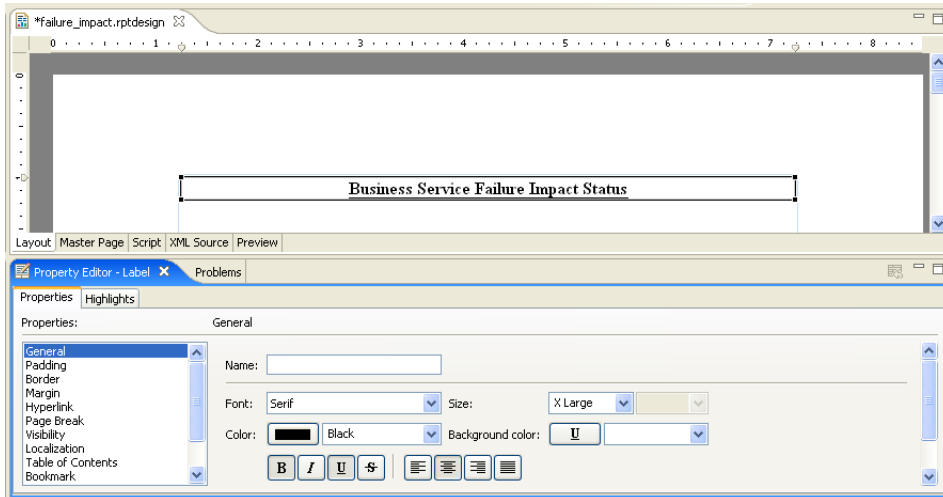 *failure_impact.rptdesign
0 1 2 3 4 5 6 7 8
0
Business Service Failure Impact Status
Layout Master Page Script XML Source Preview
Property Editor - Label Problems
Properties Highlights
Properties: General
General
Padding
Border
Margin
Hyperlink
Page Break
Visibility
Localization
Table of Contents
Bookmark
Name:
Font: Serif Size: X Large
Color: Black Background color: U
B I U S